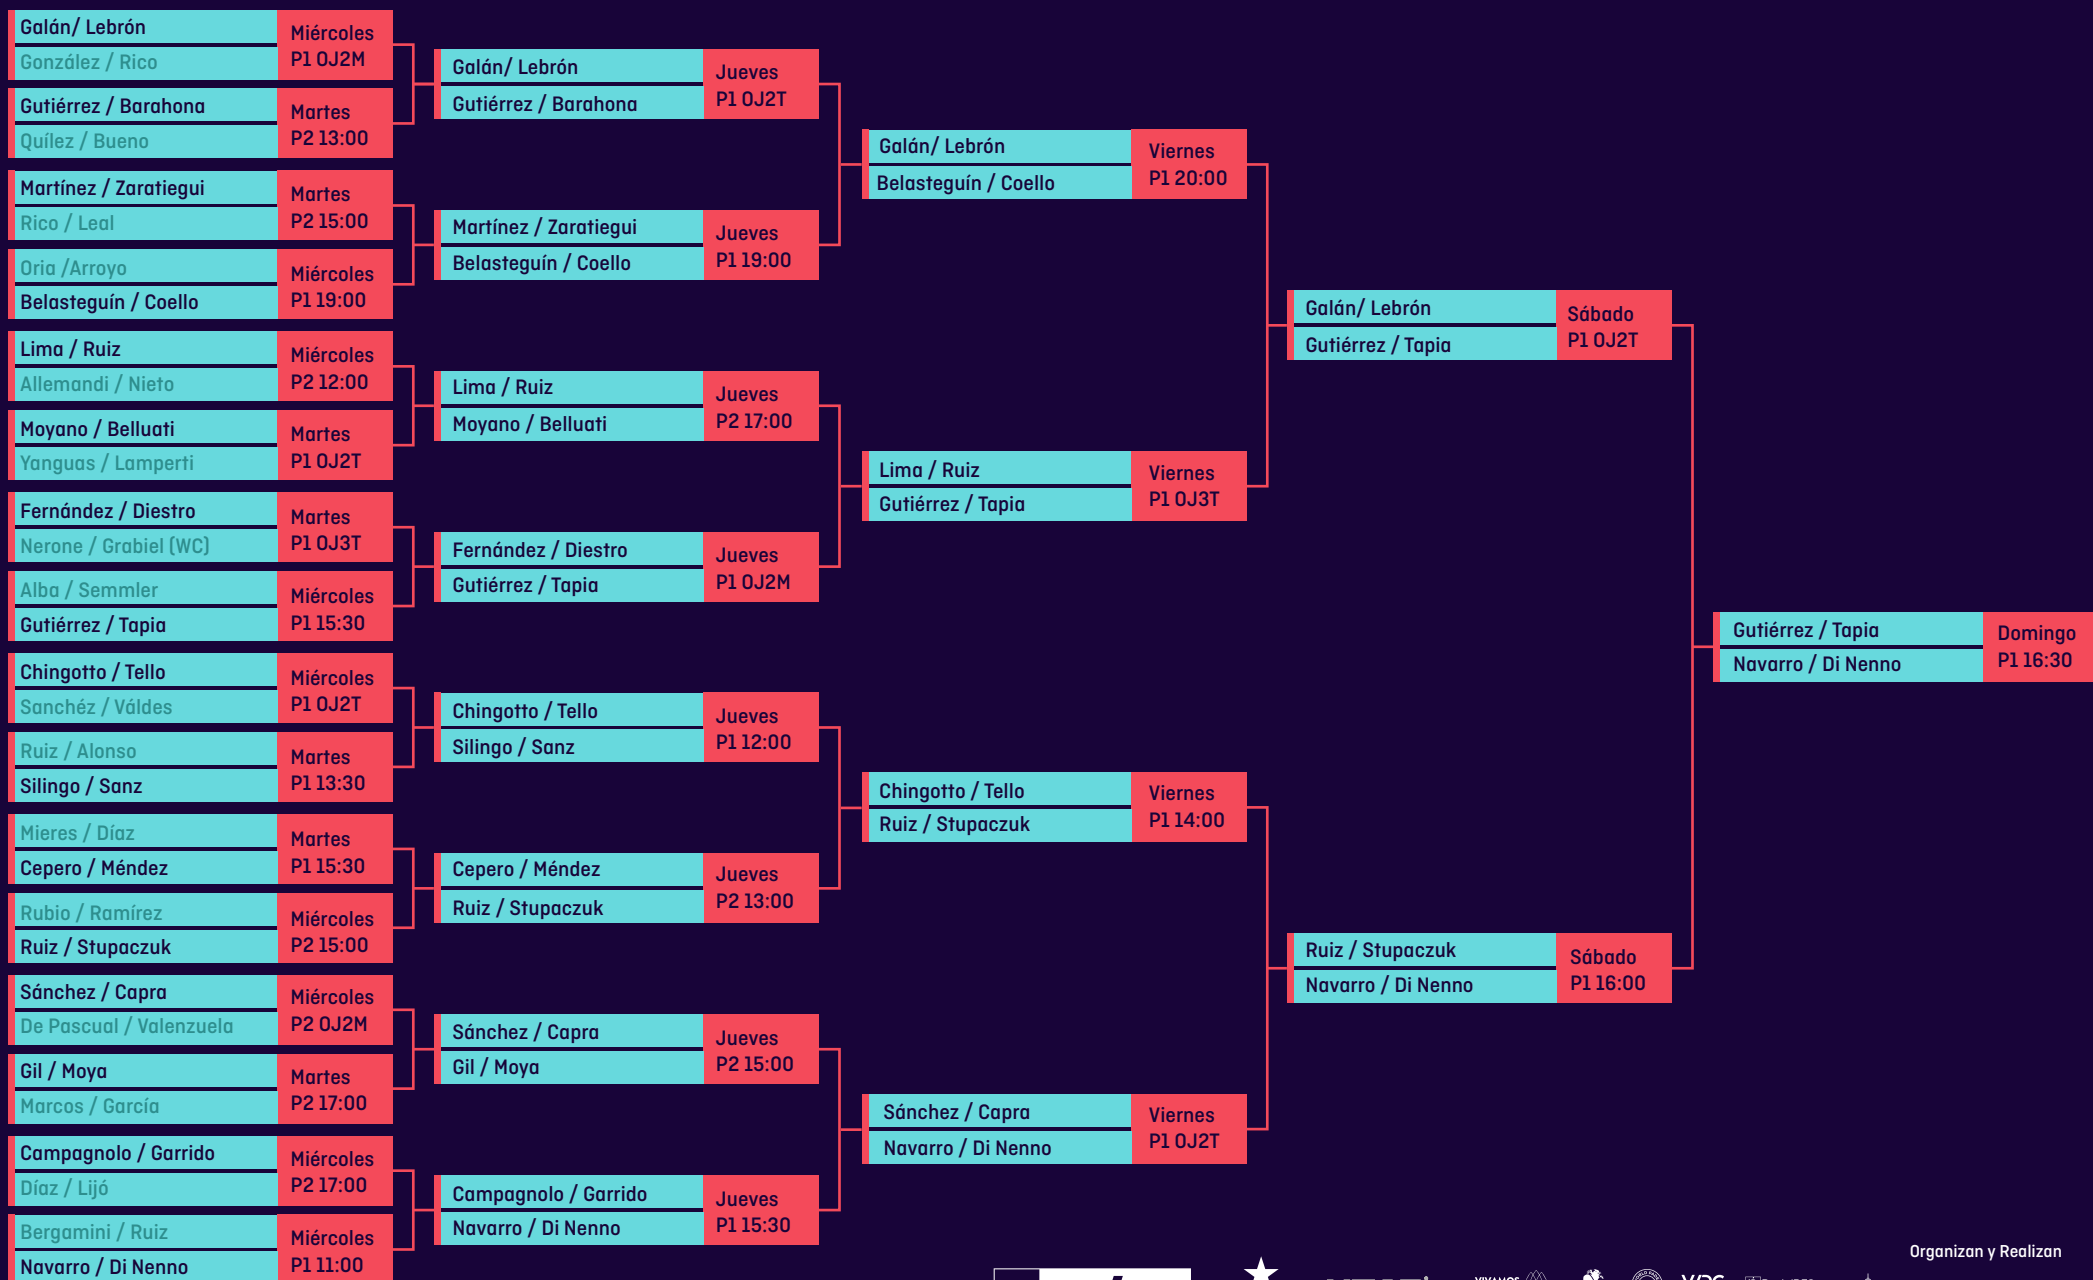 Galán/ Lebrón
González / Rico
Miércoles
P1 OJ2M
Gutiérrez / Barahona
Quílez / Bueno
Martes
P2 13:00
Martínez / Zaratiegui
Rico / Leal
Martes
P2 15:00
Oria /Arroyo
Belasteguín / Coello
Miércoles
P1 19:00
Lima / Ruiz
Allemandi / Nieto
Miércoles
P2 12:00
Moyano / Belluati
Yanguas / Lamperti
Martes
P1 OJ2T
Fernández / Diestro
Nerone / Grabiel (WC)
Martes
P1 OJ3T
Alba / Semmler
Gutiérrez / Tapia
Miércoles
P1 15:30
Chingotto / Tello
Sanchéz / Váldes
Miércoles
P1 OJ2T
Ruiz / Alonso
Silingo / Sanz
Martes
P1 13:30
Mieres / Díaz
Cepero / Méndez
Martes
P1 15:30
Rubio / Ramírez
Ruiz / Stupaczuk
Miércoles
P2 15:00
Sánchez / Capra
De Pascual / Valenzuela
Miércoles
P2 OJ2M
Gil / Moya
Marcos / García
Martes
P2 17:00
Campagnolo / Garrido
Díaz / Lijó
Miércoles
P2 17:00
Bergamini / Ruiz
Navarro / Di Nenno
Miércoles
P1 11:00
Galán/ Lebrón
Gutiérrez / Barahona
Jueves
P1 OJ2T
Martínez / Zaratiegui
Belasteguín / Coello
Jueves
P1 19:00
Lima / Ruiz
Moyano / Belluati
Jueves
P2 17:00
Fernández / Diestro
Gutiérrez / Tapia
Jueves
P1 OJ2M
Chingotto / Tello
Silingo / Sanz
Jueves
P1 12:00
Cepero / Méndez
Ruiz / Stupaczuk
Jueves
P2 13:00
Sánchez / Capra
Gil / Moya
Jueves
P2 15:00
Campagnolo / Garrido
Navarro / Di Nenno
Jueves
P1 15:30
Galán/ Lebrón
Belasteguín / Coello
Viernes
P1 20:00
Lima / Ruiz
Gutiérrez / Tapia
Viernes
P1 OJ3T
Chingotto / Tello
Ruiz / Stupaczuk
Viernes
P1 14:00
Sánchez / Capra
Navarro / Di Nenno
Viernes
P1 OJ2T
Galán/ Lebrón
Gutiérrez / Tapia
Sábado
P1 OJ2T
Ruiz / Stupaczuk
Navarro / Di Nenno
Sábado
P1 16:00
Gutiérrez / Tapia
Navarro / Di Nenno
Domingo
P1 16:30
Organizan y Realizan